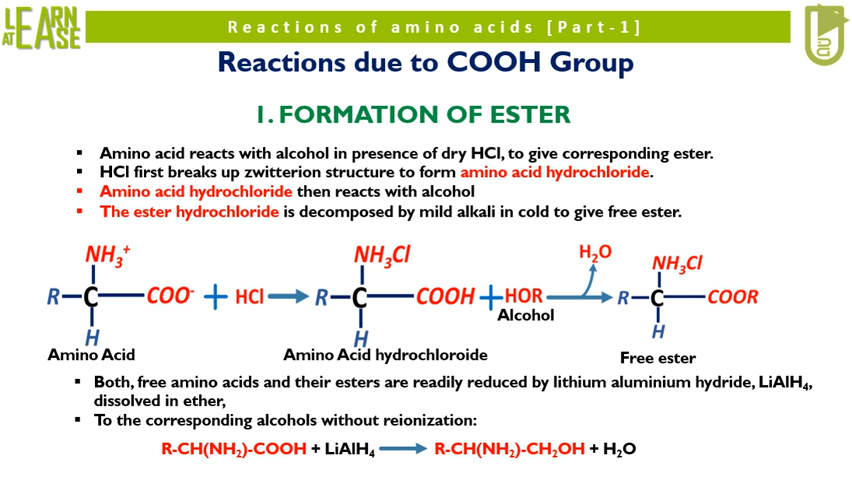 LEARN
AT EASE
Reactions of amino acids [Part-1]
Reactions due to COOH Group
1. FORMATION OF ESTER
▪ Amino acid reacts with alcohol in presence of dry HCl, to give corresponding ester.
▪ HCl first breaks up zwitterion structure to form amino acid hydrochloride.
▪ Amino acid hydrochloride then reacts with alcohol
▪ The ester hydrochloride is decomposed by mild alkali in cold to give free ester.
NH₃⁺ NH₃Cl H₂O NH₃Cl
R–C–COO⁻ + HCl → R–C–COOH + HOR → R–C–COOR
Alcohol
H H H
Amino Acid Amino Acid hydrochloroide Free ester
▪ Both, free amino acids and their esters are readily reduced by lithium aluminium hydride, LiAlH₄,
dissolved in ether,
▪ To the corresponding alcohols without reionization:
R-CH(NH₂)-COOH + LiAlH₄ → R-CH(NH₂)-CH₂OH + H₂O